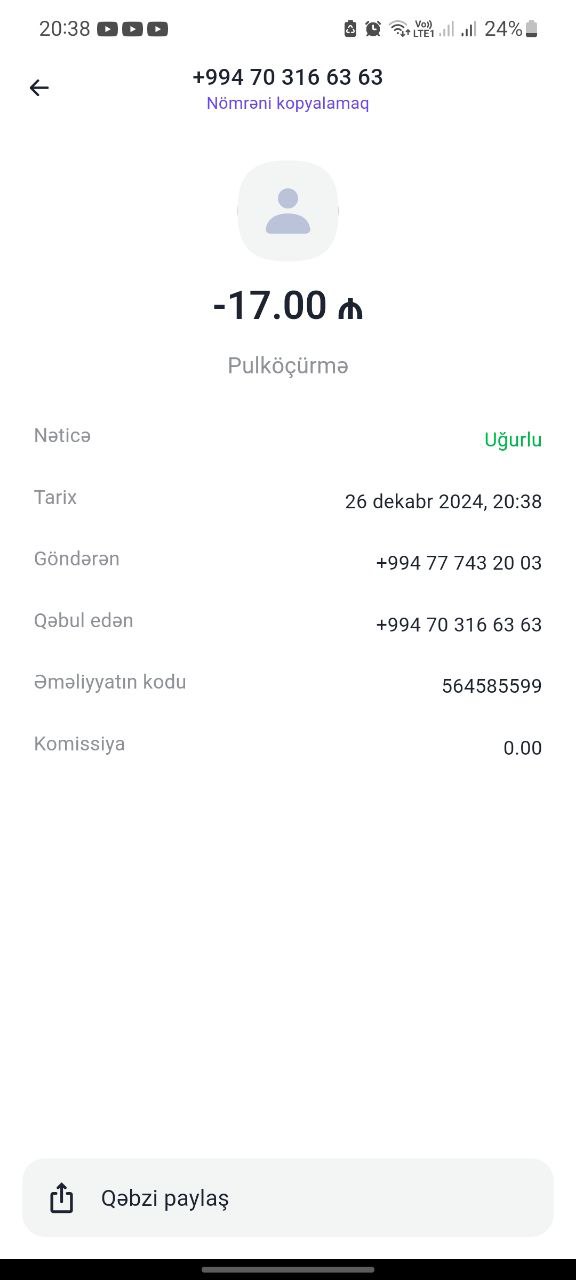 20:38 Vo)) LTE1 24%
+994 70 316 63 63
Nömrəni kopyalamaq
-17.00 ₼
Pulköçürmə
Nəticə Uğurlu
Tarix 26 dekabr 2024, 20:38
Göndərən +994 77 743 20 03
Qəbul edən +994 70 316 63 63
Əməliyyatın kodu 564585599
Komissiya 0.00
Qəbzi paylaş